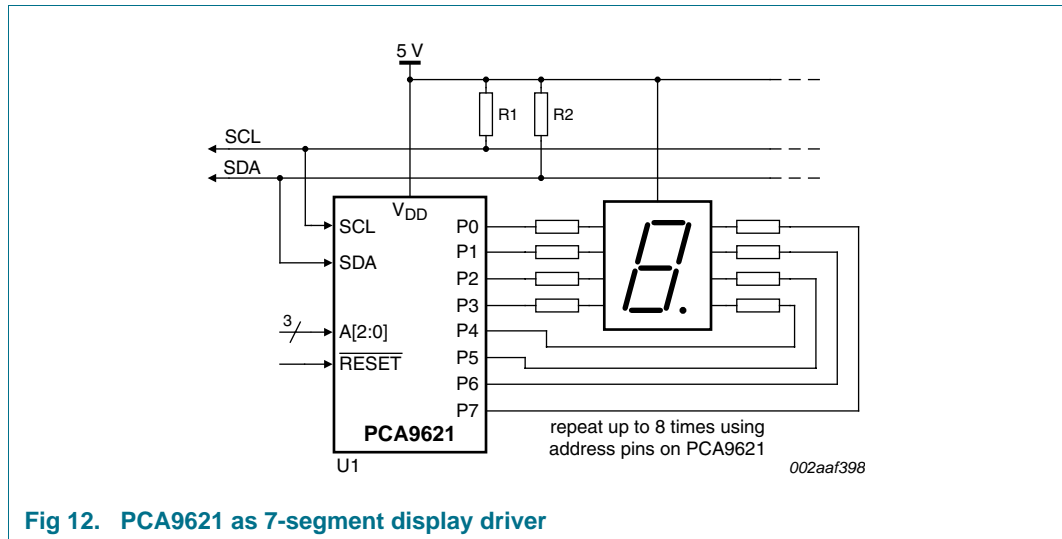 5 V
R1
R2
SCL
SDA
VDD
SCL
SDA
3
A[2:0]
RESET
P0
P1
P2
P3
P4
P5
P6
P7
PCA9621
U1
repeat up to 8 times using
address pins on PCA9621
002aaf398
Fig 12. PCA9621 as 7-segment display driver